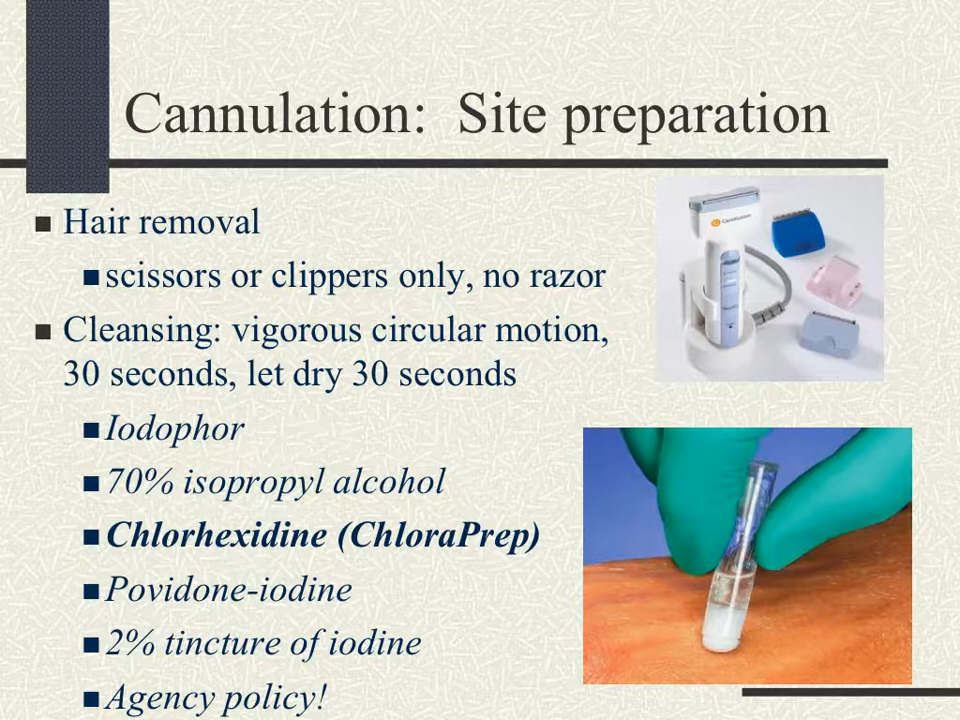 Cannulation: Site preparation
Hair removal
scissors or clippers only, no razor
Cleansing: vigorous circular motion,
30 seconds, let dry 30 seconds
Iodophor
70% isopropyl alcohol
Chlorhexidine (ChloraPrep)
Povidone-iodine
2% tincture of iodine
Agency policy!
CareFusion